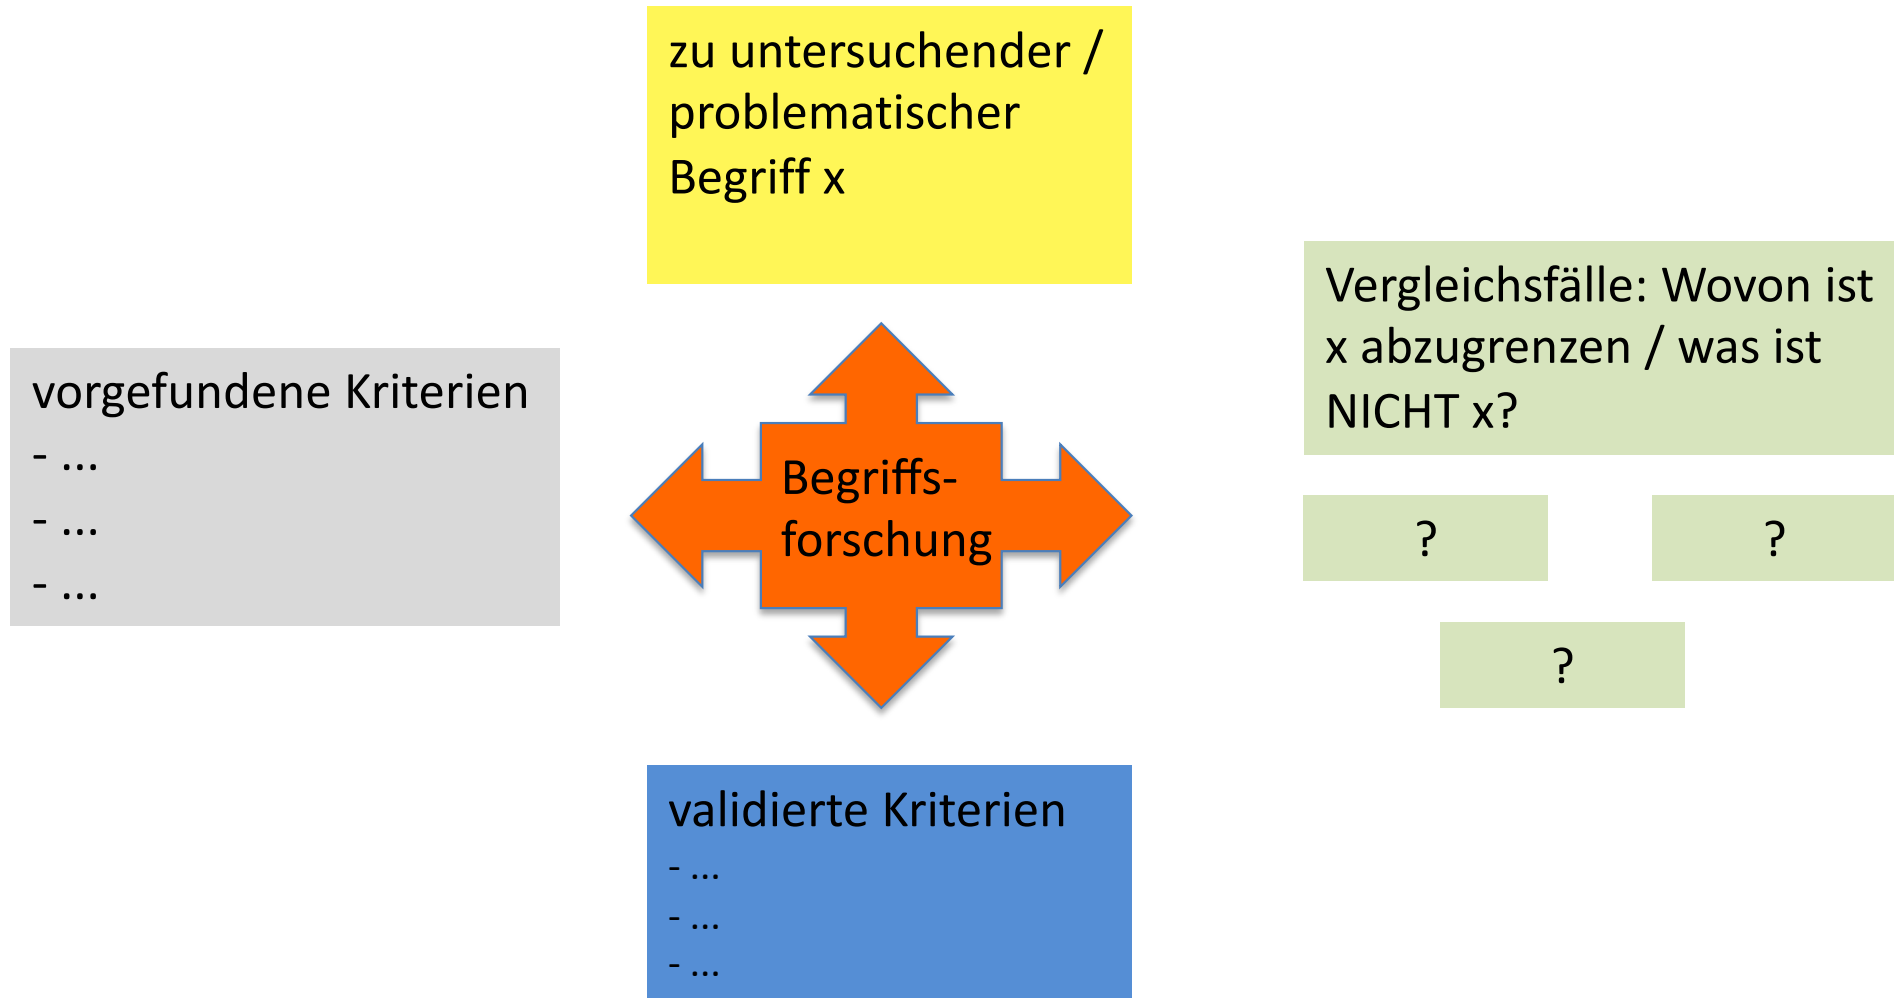 zu untersuchender /
problematischer
Begriff x
vorgefundene Kriterien
- ...
- ...
- ...
Begriffs-
forschung
Vergleichsfälle: Wovon ist
x abzugrenzen / was ist
NICHT x?
?
?
?
validierte Kriterien
- ...
- ...
- ...